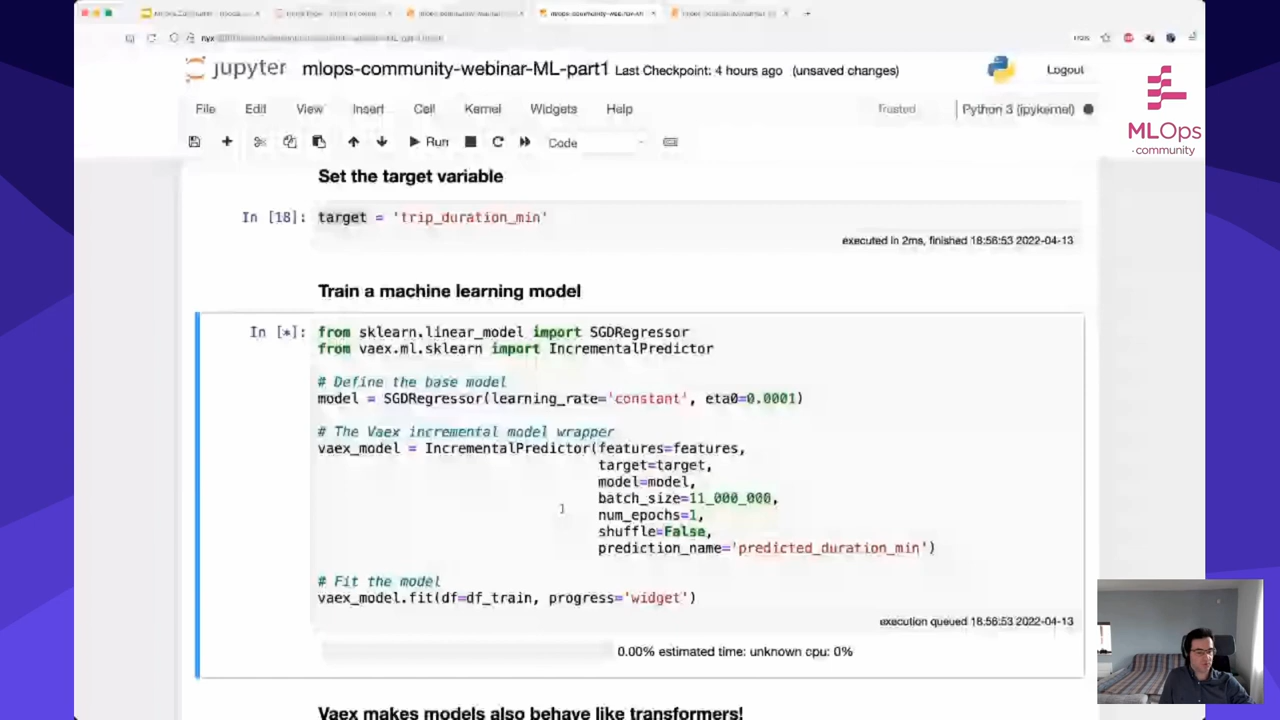 jupyter mlops-community-webinar-ML-part1 Last Checkpoint: 4 hours ago (unsaved changes) Logout
File Edit View Insert Cell Kernel Widgets Help Trusted Python 3 (ipykernel)
Run Code
MLOps
community
Set the target variable
In [18]: target = 'trip_duration_min'
executed in 2ms, finished 18:56:53 2022-04-13
Train a machine learning model
In [*]: from sklearn.linear_model import SGDRegressor
from vaex.ml.sklearn import IncrementalPredictor
# Define the base model
model = SGDRegressor(learning_rate='constant', eta0=0.0001)
# The Vaex incremental model wrapper
vaex_model = IncrementalPredictor(features=features,
target=target,
model=model,
batch_size=11_000_000,
num_epochs=1,
shuffle=False,
prediction_name='predicted_duration_min')
# Fit the model
vaex_model.fit(df=df_train, progress='widget')
execution queued 18:56:53 2022-04-13
0.00% estimated time: unknown cpu: 0%
Vaex makes models also behave like transformers!